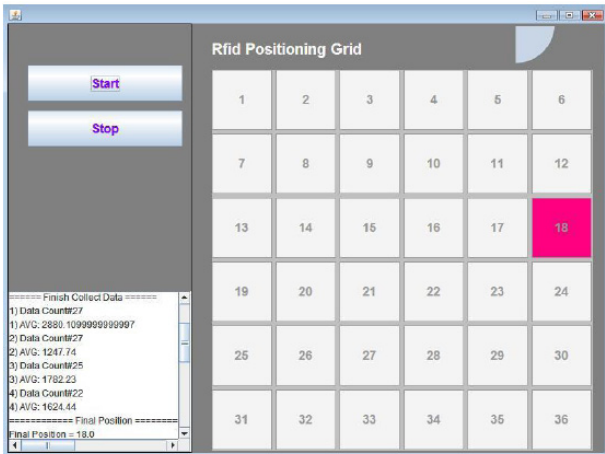 Rfid Positioning Grid
Start
Stop
1 2 3 4 5 6
7 8 9 10 11 12
13 14 15 16 17 18
19 20 21 22 23 24
25 26 27 28 29 30
31 32 33 34 35 36
====== Finish Collect Data ======
1) Data Count#27
1) AVG: 2880.1099999999997
2) Data Count#27
2) AVG: 1247.74
3) Data Count#25
3) AVG: 1782.23
4) Data Count#22
4) AVG: 1624.44
============ Final Position ========
Final Position = 18.0